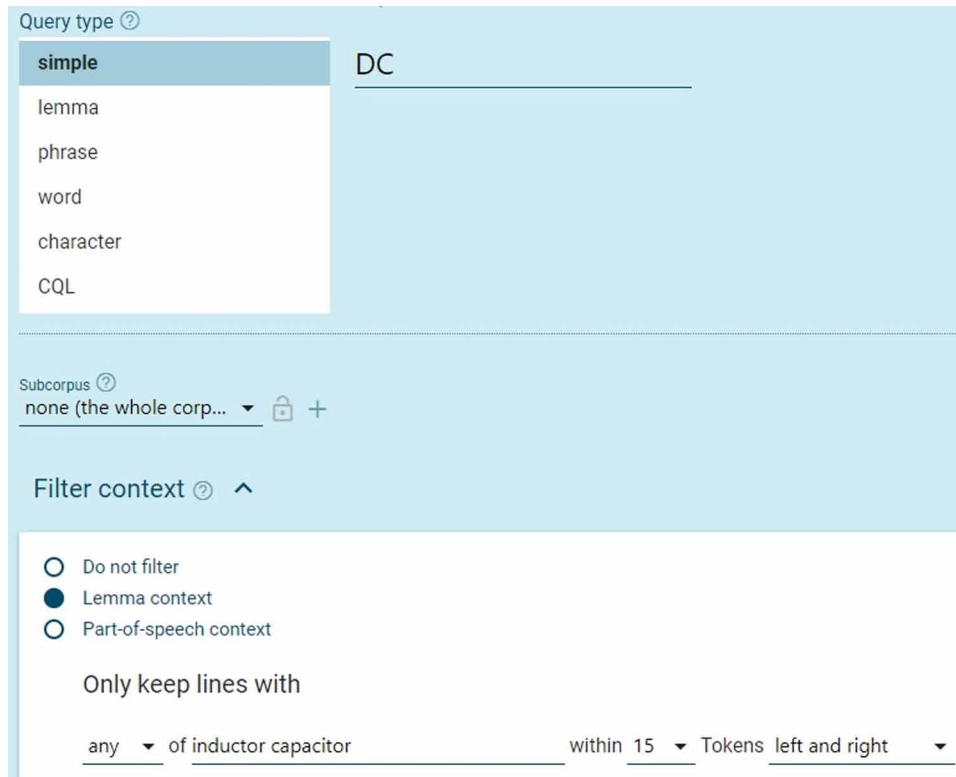 Query type ?
simple
DC
lemma
phrase
word
character
CQL
Subcorpus ?
none (the whole corp...
Filter context ?
Do not filter
Lemma context
Part-of-speech context
Only keep lines with
any of inductor capacitor within 15 Tokens left and right